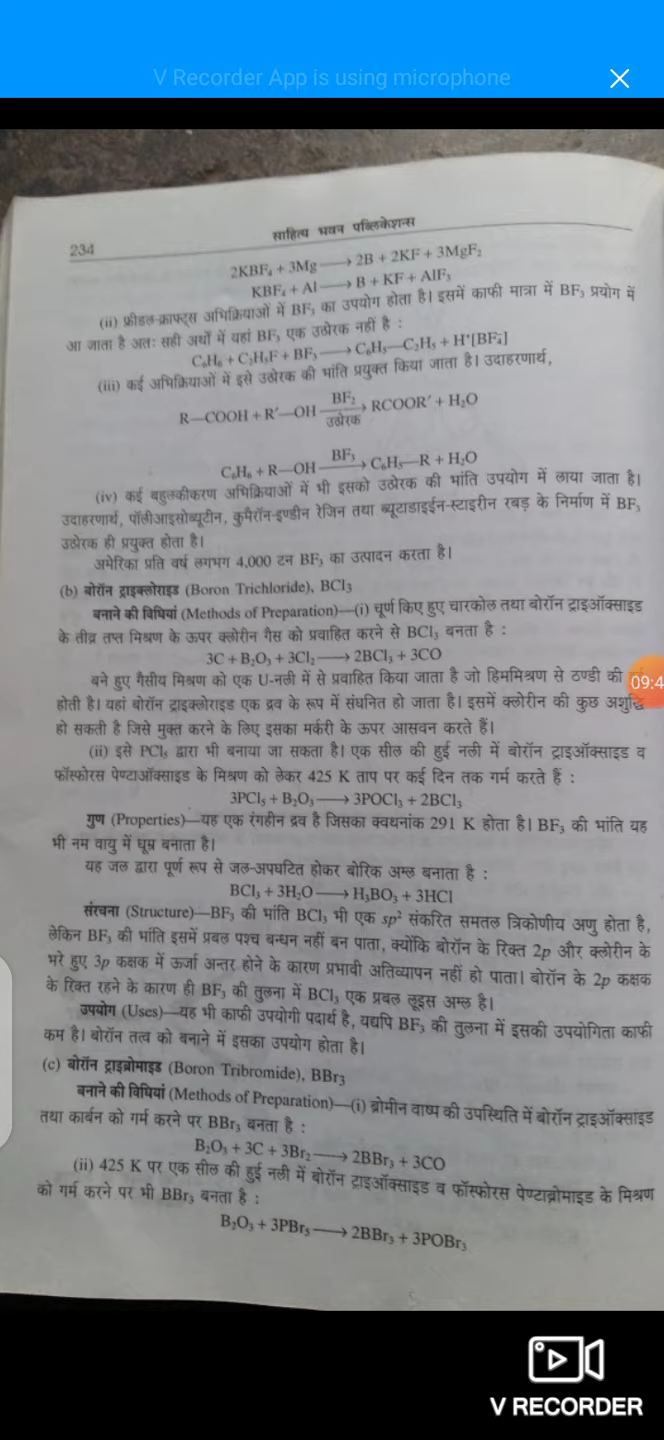 V Recorder App is using microphone
234
साहित्य भवन पब्लिकेशन्स
2KBF₄ + 3Mg ⟶ 2B + 2KF + 3MgF₂
KBF₄ + Al ⟶ B + KF + AlF₃
(ii) फ्रीडल-क्राफ्ट्स अभिक्रियाओं में BF₃ का उपयोग होता है। इसमें काफी मात्रा में BF₃ प्रयोग में
आ जाता है अतः सही अर्थों में यहां BF₃ एक उत्प्रेरक नहीं है :
C₆H₆ + C₂H₅F + BF₃ ⟶ C₆H₅—C₂H₅ + H⁺[BF₄]
(iii) कई अभिक्रियाओं में इसे उत्प्रेरक की भांति प्रयुक्त किया जाता है। उदाहरणार्थ,
BF₂
R—COOH + R′—OH ⟶ RCOOR′ + H₂O
उत्प्रेरक
BF₃
C₆H₆ + R—OH ⟶ C₆H₅—R + H₂O
(iv) कई बहुलकीकरण अभिक्रियाओं में भी इसको उत्प्रेरक की भांति उपयोग में लाया जाता है।
उदाहरणार्थ, पॉलीआइसोब्यूटीन, कुमैरॉन-इण्डीन रेजिन तथा ब्यूटाडाइईन-स्टाइरीन रबड़ के निर्माण में BF₃
उत्प्रेरक ही प्रयुक्त होता है।
अमेरिका प्रति वर्ष लगभग 4,000 टन BF₃ का उत्पादन करता है।
(b) बोरॉन ट्राइक्लोराइड (Boron Trichloride), BCl₃
बनाने की विधियां (Methods of Preparation)—(i) चूर्ण किए हुए चारकोल तथा बोरॉन ट्राइऑक्साइड
के तीव्र तप्त मिश्रण के ऊपर क्लोरीन गैस को प्रवाहित करने से BCl₃ बनता है :
3C + B₂O₃ + 3Cl₂ ⟶ 2BCl₃ + 3CO
बने हुए गैसीय मिश्रण को एक U-नली में से प्रवाहित किया जाता है जो हिममिश्रण से ठण्डी की
होती है। यहां बोरॉन ट्राइक्लोराइड एक द्रव के रूप में संघनित हो जाता है। इसमें क्लोरीन की कुछ अशुद्धि
09:4
हो सकती है जिसे मुक्त करने के लिए इसका मर्करी के ऊपर आसवन करते हैं।
(ii) इसे PCl₅ द्वारा भी बनाया जा सकता है। एक सील की हुई नली में बोरॉन ट्राइऑक्साइड व
फॉस्फोरस पेण्टाऑक्साइड के मिश्रण को लेकर 425 K ताप पर कई दिन तक गर्म करते हैं :
3PCl₅ + B₂O₃ ⟶ 3POCl₃ + 2BCl₃
गुण (Properties)—यह एक रंगहीन द्रव है जिसका क्वथनांक 291 K होता है। BF₃ की भांति यह
भी नम वायु में धूम्र बनाता है।
यह जल द्वारा पूर्ण रूप से जल-अपघटित होकर बोरिक अम्ल बनाता है :
BCl₃ + 3H₂O ⟶ H₃BO₃ + 3HCl
संरचना (Structure)—BF₃ की भांति BCl₃ भी एक sp² संकरित समतल त्रिकोणीय अणु होता है,
लेकिन BF₃ की भांति इसमें प्रबल पश्च बन्धन नहीं बन पाता, क्योंकि बोरॉन के रिक्त 2p और क्लोरीन के
भरे हुए 3p कक्षक में ऊर्जा अन्तर होने के कारण प्रभावी अतिव्यापन नहीं हो पाता। बोरॉन के 2p कक्षक
के रिक्त रहने के कारण ही BF₃ की तुलना में BCl₃ एक प्रबल लूइस अम्ल है।
उपयोग (Uses)—यह भी काफी उपयोगी पदार्थ है, यद्यपि BF₃ की तुलना में इसकी उपयोगिता काफी
कम है। बोरॉन तत्व को बनाने में इसका उपयोग होता है।
(c) बोरॉन ट्राइब्रोमाइड (Boron Tribromide), BBr₃
बनाने की विधियां (Methods of Preparation)—(i) ब्रोमीन वाष्प की उपस्थिति में बोरॉन ट्राइऑक्साइड
तथा कार्बन को गर्म करने पर BBr₃ बनता है :
B₂O₃ + 3C + 3Br₂ ⟶ 2BBr₃ + 3CO
(ii) 425 K पर एक सील की हुई नली में बोरॉन ट्राइऑक्साइड व फॉस्फोरस पेण्टाब्रोमाइड के मिश्रण
को गर्म करने पर भी BBr₃ बनता है :
B₂O₃ + 3PBr₅ ⟶ 2BBr₃ + 3POBr₃
V RECORDER